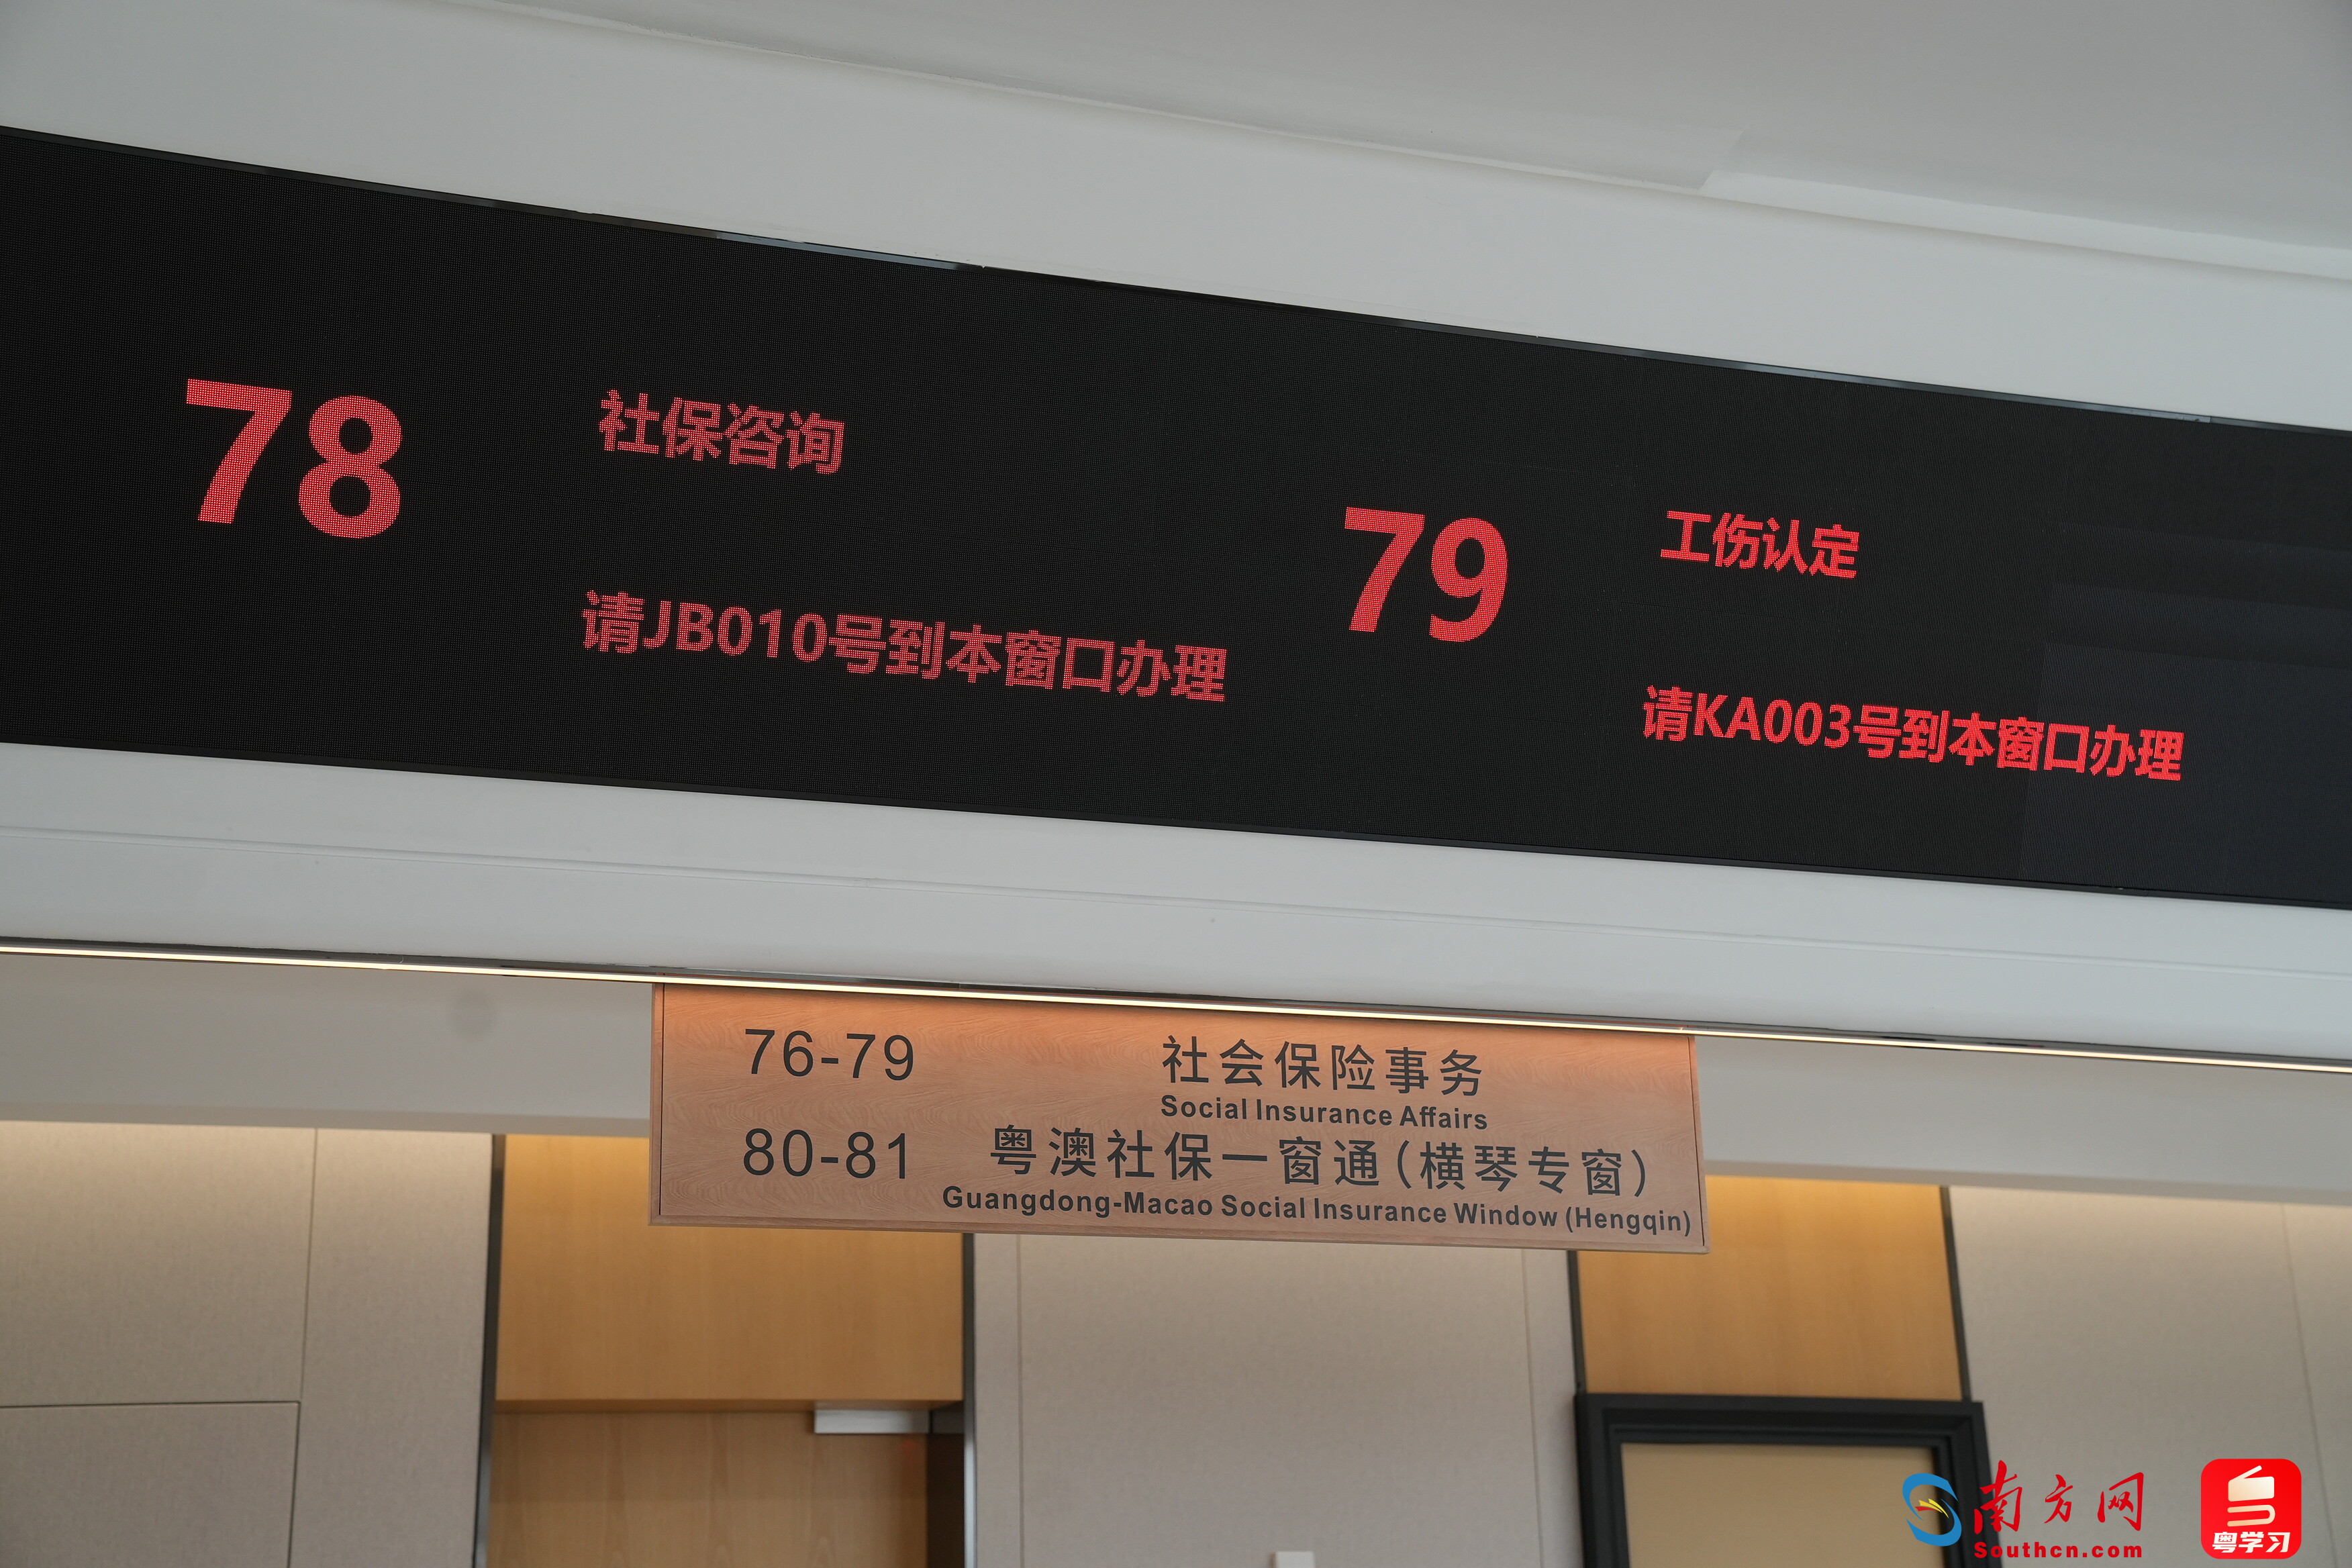 78
社保咨询
请JB010号到本窗口办理
79
工伤认定
请KA003号到本窗口办理
76-79 社会保险事务
Social Insurance Affairs
80-81 粤澳社保一窗通(横琴专窗)
Guangdong-Macao Social Insurance Window (Hengqin)
南方网
Southcn.com
粤学习